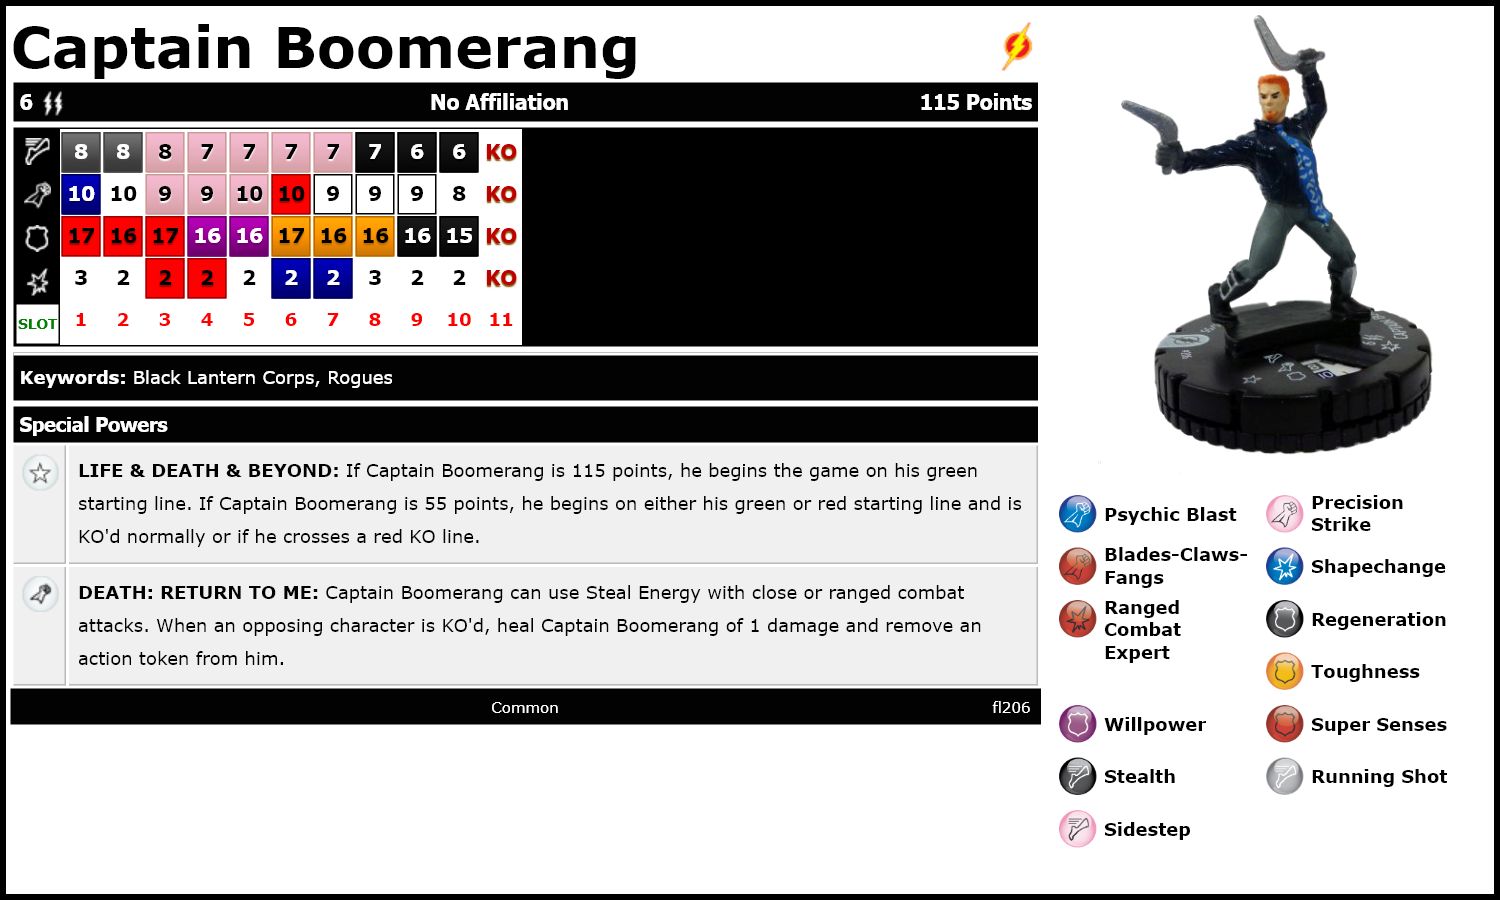 Captain Boomerang
6 No Affiliation 115 Points
8 8 8 7 7 7 7 7 6 6 KO
10 10 9 9 10 10 9 9 9 8 KO
17 16 17 16 16 17 16 16 16 15 KO
3 2 2 2 2 2 2 3 2 2 KO
SLOT 1 2 3 4 5 6 7 8 9 10 11
Keywords: Black Lantern Corps, Rogues
Special Powers
LIFE & DEATH & BEYOND: If Captain Boomerang is 115 points, he begins the game on his green
starting line. If Captain Boomerang is 55 points, he begins on either his green or red starting line and is
KO'd normally or if he crosses a red KO line.
DEATH: RETURN TO ME: Captain Boomerang can use Steal Energy with close or ranged combat
attacks. When an opposing character is KO'd, heal Captain Boomerang of 1 damage and remove an
action token from him.
Common fl206
Psychic Blast
Precision
Strike
Blades-Claws-
Fangs
Shapechange
Ranged
Combat
Expert
Regeneration
Toughness
Willpower
Super Senses
Stealth
Running Shot
Sidestep